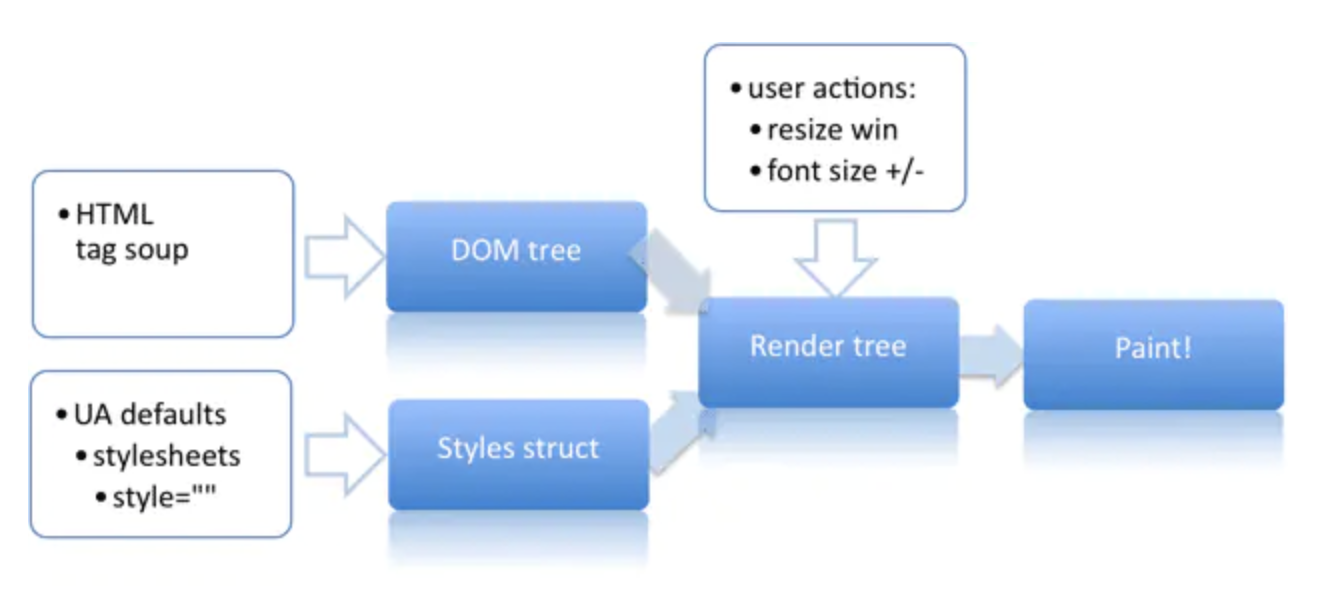 • user actions:
• resize win
• font size +/-
• HTML
tag soup
DOM tree
Render tree
Paint!
• UA defaults
• stylesheets
• style=""
Styles struct